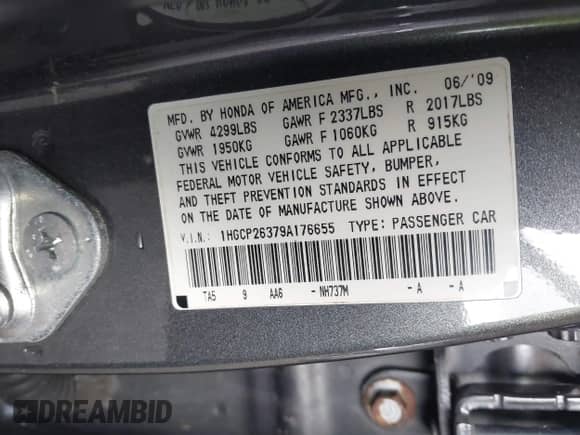 MFD. BY HONDA OF AMERICA MFG., INC. 06/'09
GVWR 4299LBS GAWR F 2337LBS R 2017LBS
GVWR 1950KG GAWR F 1060KG R 915KG
THIS VEHICLE CONFORMS TO ALL APPLICABLE
FEDERAL MOTOR VEHICLE SAFETY, BUMPER,
AND THEFT PREVENTION STANDARDS IN EFFECT
ON THE DATE OF MANUFACTURE SHOWN ABOVE.
V.I.N.: 1HGCP26379A176655 TYPE: PASSENGER CAR
TA5 9 AA6 - NH737M - A - A
DREAMBID